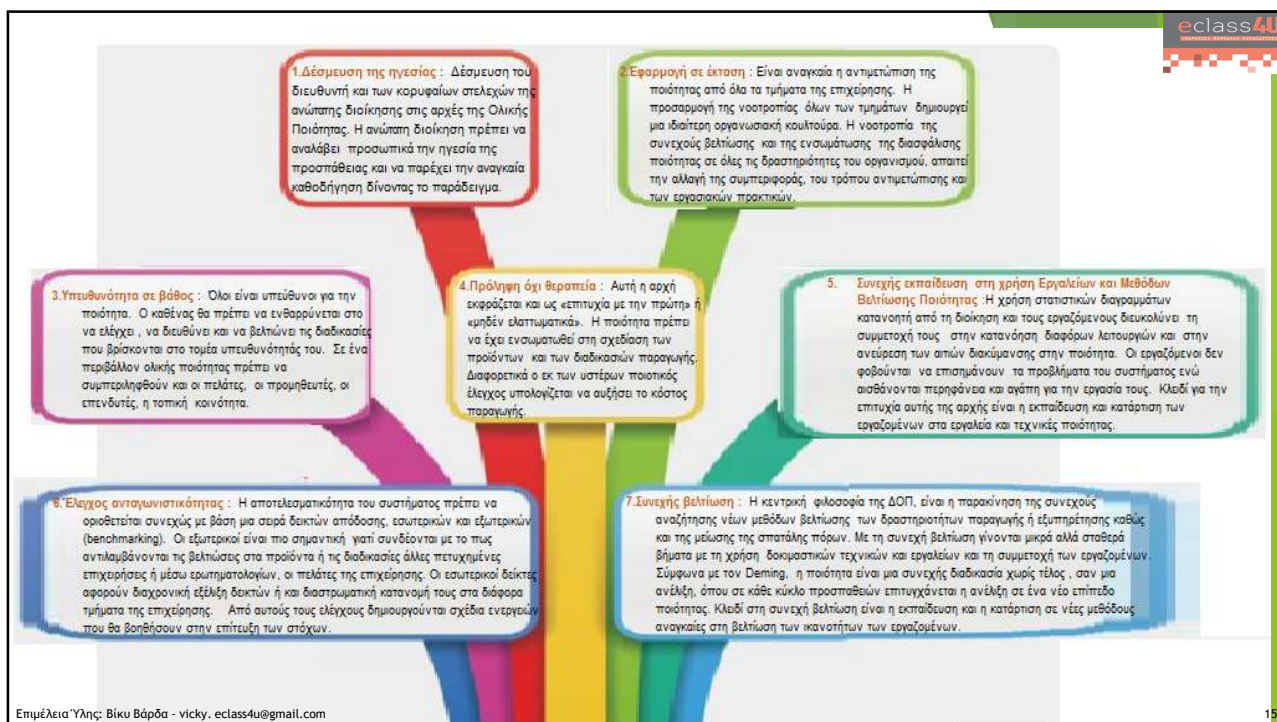 eclass4U
1.Δέσμευση της ηγεσίας : Δέσμευση του
διευθυντή και των κορυφαίων στελεχών της
ανώτατης διοίκησης στις αρχές της Ολικής
Ποιότητας. Η ανώτατη διοίκηση πρέπει να
αναλάβει προσωπικά την ηγεσία της
προσπάθειας και να παρέχει την αναγκαία
καθοδήγηση δίνοντας το παράδειγμα.
2.Εφαρμογή σε έκταση : Είναι αναγκαία η αντιμετώπιση της
ποιότητας από όλα τα τμήματα της επιχείρησης. Η
προσαρμογή της νοοτροπίας όλων των τμημάτων δημιουργεί
μια ιδιαίτερη οργανωσιακή κουλτούρα. Η νοοτροπία της
συνεχούς βελτίωσης και της ενσωμάτωσης της διασφάλισης
ποιότητας σε όλες τις δραστηριότητες του οργανισμού, απαιτεί
την αλλαγή της συμπεριφοράς, του τρόπου αντιμετώπισης και
των εργασιακών πρακτικών.
3.Υπευθυνότητα σε βάθος : Όλοι είναι υπεύθυνοι για την
ποιότητα. Ο καθένας θα πρέπει να ενθαρρύνεται στο
να ελέγχει , να διευθύνει και να βελτιώνει τις διαδικασίες
που βρίσκονται στο τομέα υπευθυνότητάς του. Σε ένα
περιβάλλον ολικής ποιότητας πρέπει να
συμπεριληφθούν και οι πελάτες, οι προμηθευτές, οι
επενδυτές, η τοπική κοινότητα.
4.Πρόληψη όχι θεραπεία : Αυτή η αρχή
εκφράζεται και ως «επιτυχία με την πρώτη» ή
«μηδέν ελαττωματικά». Η ποιότητα πρέπει
να έχει ενσωματωθεί στη σχεδίαση των
προϊόντων και των διαδικασιών παραγωγής.
Διαφορετικά ο εκ των υστέρων ποιοτικός
έλεγχος υπολογίζεται να αυξήσει το κόστος
παραγωγής.
5. Συνεχής εκπαίδευση στη χρήση Εργαλείων και Μεθόδων
Βελτίωσης Ποιότητας :Η χρήση στατιστικών διαγραμμάτων
κατανοητή από τη διοίκηση και τους εργαζόμενους διευκολύνει τη
συμμετοχή τους στην κατανόηση διαφόρων λειτουργιών και στην
ανεύρεση των αιτιών διακύμανσης στην ποιότητα. Οι εργαζόμενοι δεν
φοβούνται να επισημάνουν τα προβλήματα του συστήματος ενώ
αισθάνονται περηφάνεια και αγάπη για την εργασία τους. Κλειδί για την
επιτυχία αυτής της αρχής είναι η εκπαίδευση και κατάρτιση των
εργαζομένων στα εργαλεία και τεχνικές ποιότητας.
6.Έλεγχος ανταγωνιστικότητας : Η αποτελεσματικότητα του συστήματος πρέπει να
οριοθετείται συνεχώς με βάση μια σειρά δεικτών απόδοσης, εσωτερικών και εξωτερικών
(benchmarking). Οι εξωτερικοί είναι πιο σημαντική γιατί συνδέονται με το πως
αντιλαμβάνονται τις βελτιώσεις στα προϊόντα ή τις διαδικασίες άλλες πετυχημένες
επιχειρήσεις ή μέσω ερωτηματολογίων, οι πελάτες της επιχείρησης. Οι εσωτερικοί δείκτες
αφορούν διαχρονική εξέλιξη δεικτών ή και διαστρωματική κατανομή τους στα διάφορα
τμήματα της επιχείρησης. Από αυτούς τους ελέγχους δημιουργούνται σχέδια ενεργειών
που θα βοηθήσουν στην επίτευξη των στόχων.
7.Συνεχής βελτίωση : Η κεντρική φιλοσοφία της ΔΟΠ, είναι η παρακίνηση της συνεχούς
αναζήτησης νέων μεθόδων βελτίωσης των δραστηριοτήτων παραγωγής ή εξυπηρέτησης καθώς
και της μείωσης της σπατάλης πόρων. Με τη συνεχή βελτίωση γίνονται μικρά αλλά σταθερά
βήματα με τη χρήση δοκιμαστικών τεχνικών και εργαλείων και τη συμμετοχή των εργαζομένων.
Σύμφωνα με τον Deming, η ποιότητα είναι μια συνεχής διαδικασία χωρίς τέλος , σαν μια
ανέλιξη, όπου σε κάθε κύκλο προσπαθειών επιτυγχάνεται η ανέλιξη σε ένα νέο επίπεδο
ποιότητας. Κλειδί στη συνεχή βελτίωση είναι η εκπαίδευση και η κατάρτιση σε νέες μεθόδους
αναγκαίες στη βελτίωση των ικανοτήτων των εργαζομένων.
Επιμέλεια Ύλης: Βίκυ Βάρδα - vicky. eclass4u@gmail.com
15